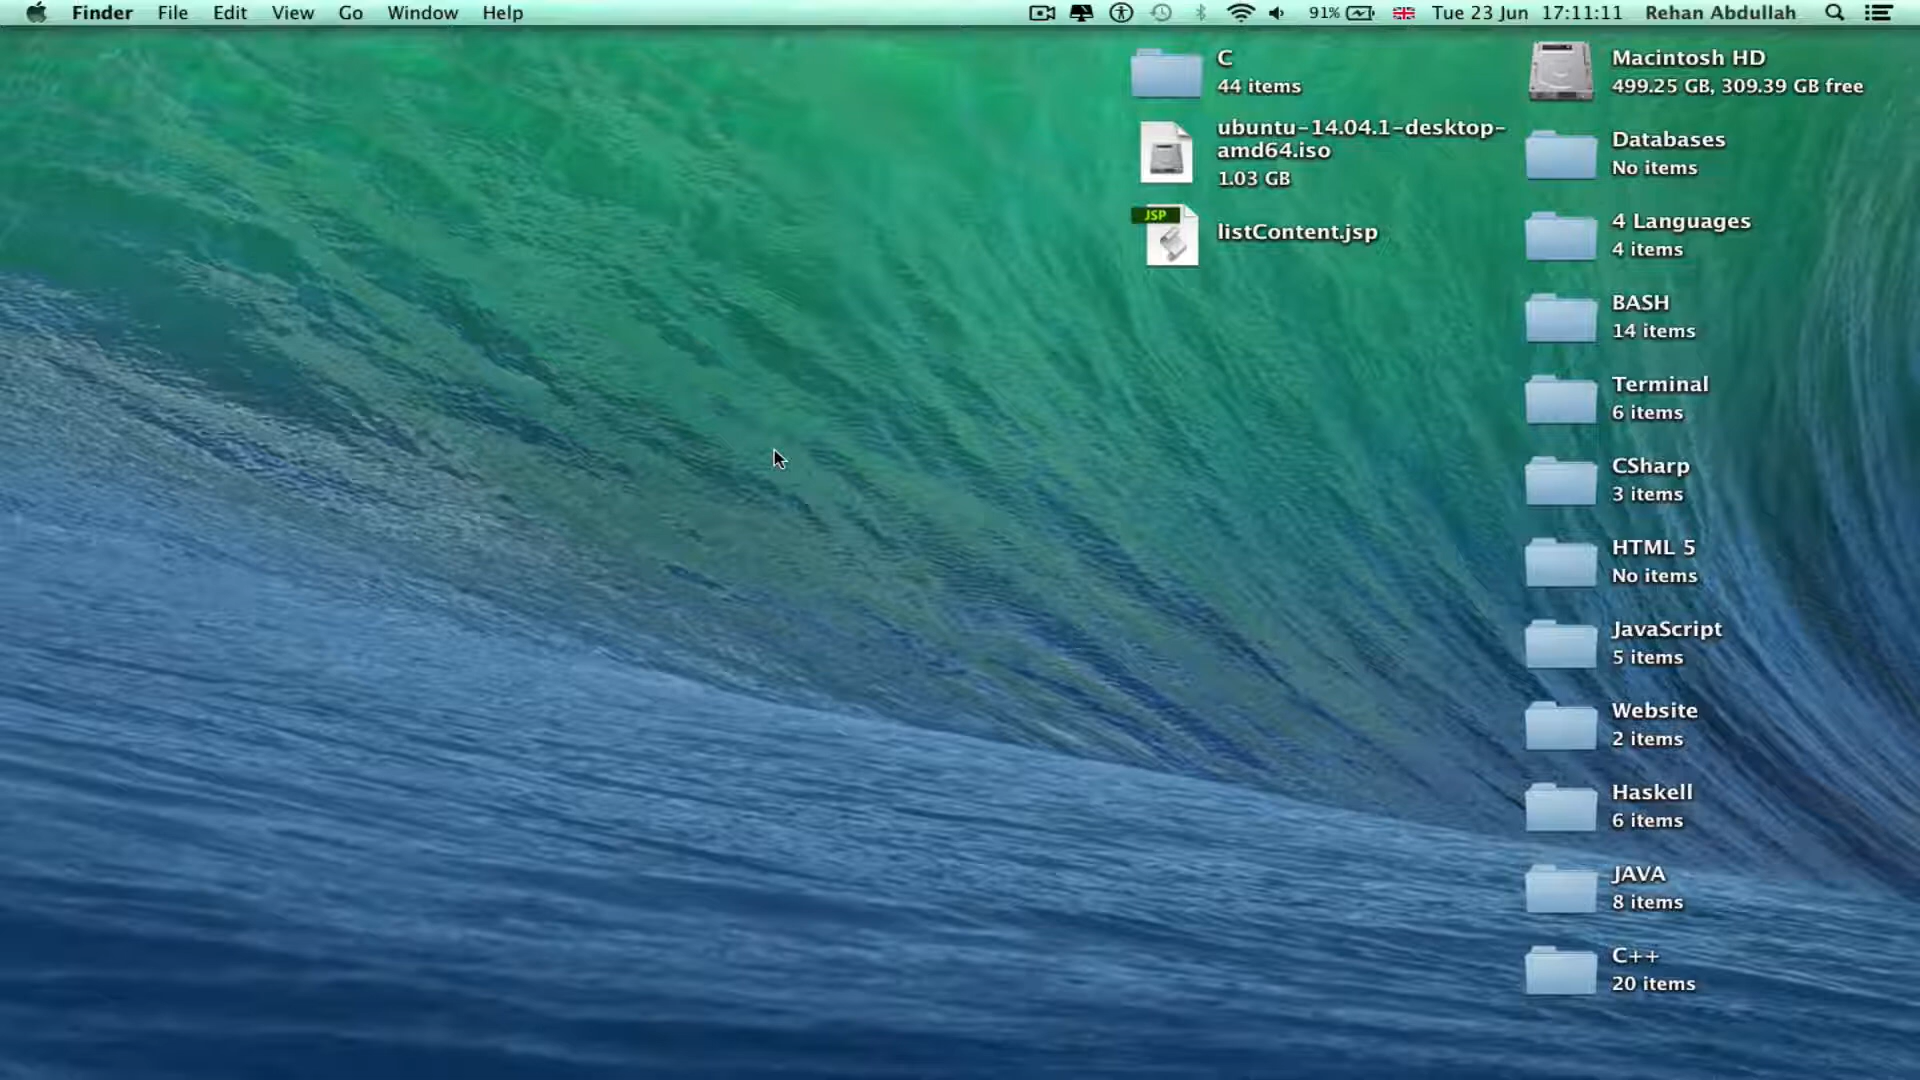 Finder File Edit View Go Window Help 91% Tue 23 Jun 17:11:11 Rehan Abdullah
C
44 items
ubuntu-14.04.1-desktop-
amd64.iso
1.03 GB
JSP
listContent.jsp
Macintosh HD
499.25 GB, 309.39 GB free
Databases
No items
4 Languages
4 items
BASH
14 items
Terminal
6 items
CSharp
3 items
HTML 5
No items
JavaScript
5 items
Website
2 items
Haskell
6 items
JAVA
8 items
C++
20 items